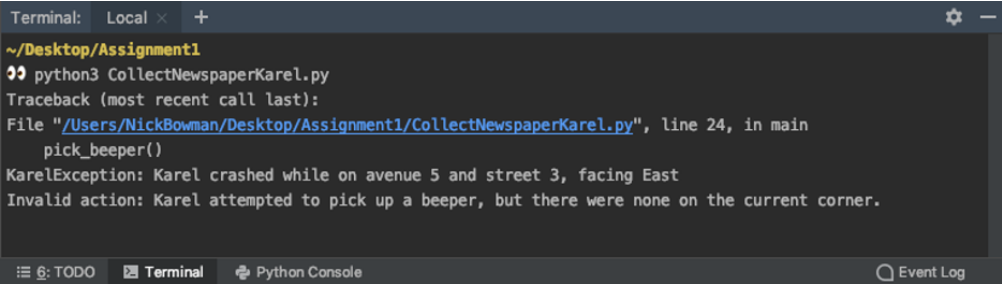 Terminal: Local × +
~/Desktop/Assignment1
👀 python3 CollectNewspaperKarel.py
Traceback (most recent call last):
File "/Users/NickBowman/Desktop/Assignment1/CollectNewspaperKarel.py", line 24, in main
    pick_beeper()
KarelException: Karel crashed while on avenue 5 and street 3, facing East
Invalid action: Karel attempted to pick up a beeper, but there were none on the current corner.
6: TODO Terminal Python Console Event Log